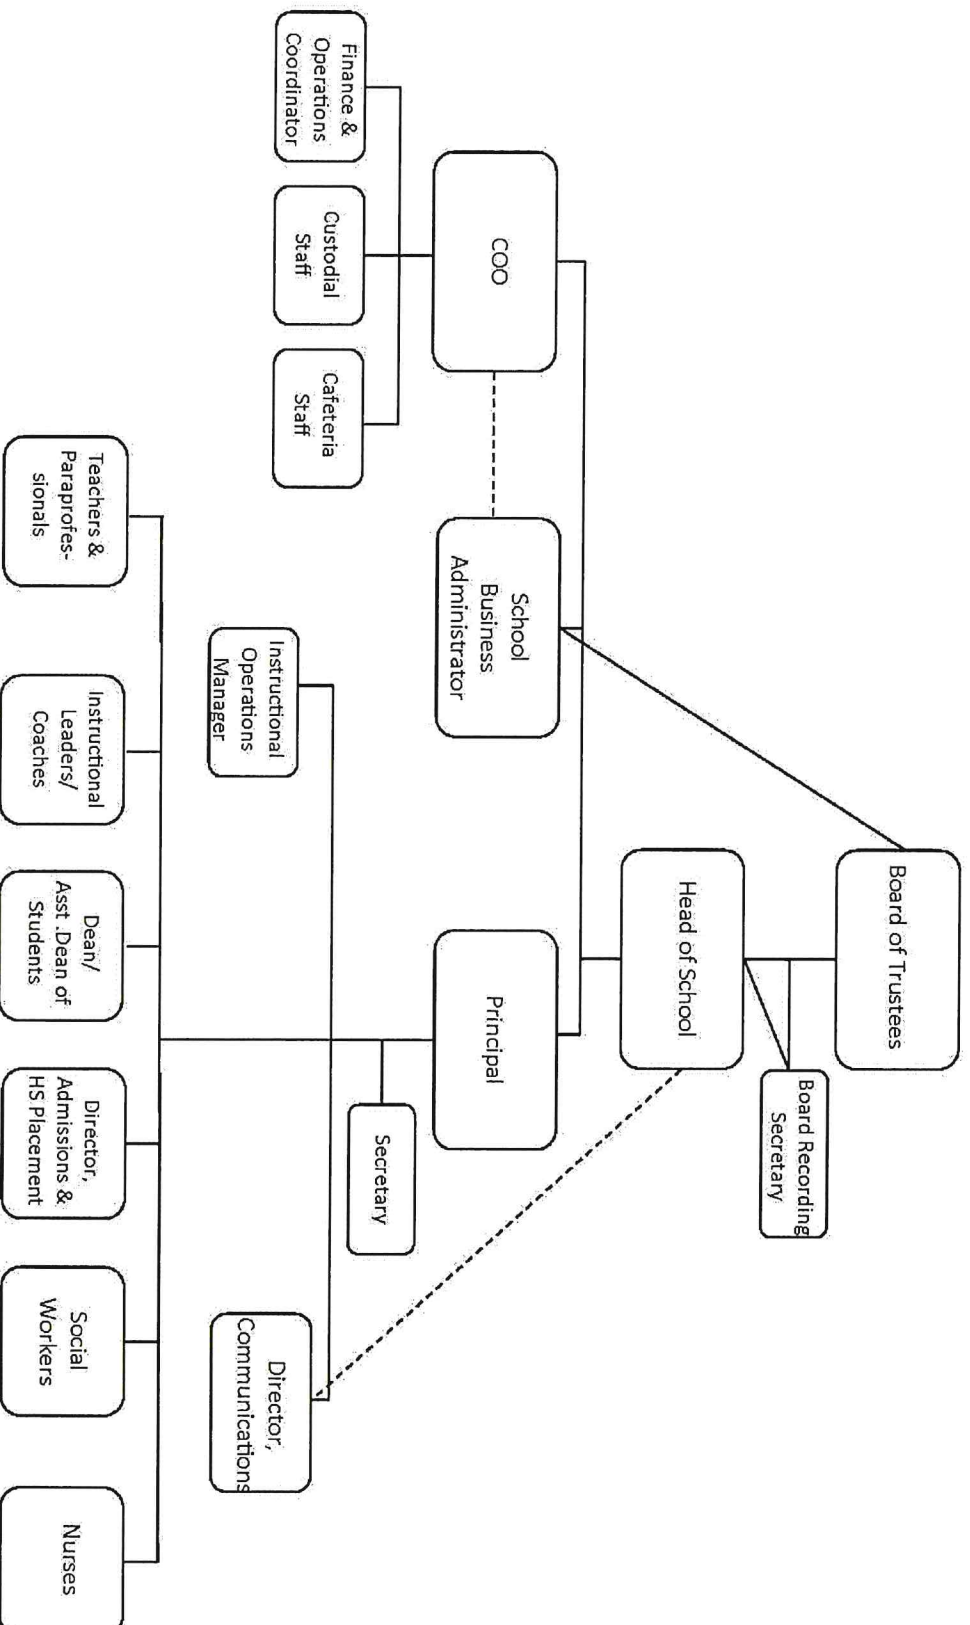 Board of Trustees
Board Recording
Secretary
Head of School
COO
School
Business
Administrator
Principal
Secretary
Finance &
Operations
Coordinator
Custodial
Staff
Cafeteria
Staff
Instructional
Operations
Manager
Director,
Communications
Teachers &
Paraprofes-
sionals
Instructional
Leaders/
Coaches
Dean/
Asst .Dean of
Students
Director,
Admissions &
HS Placement
Social
Workers
Nurses